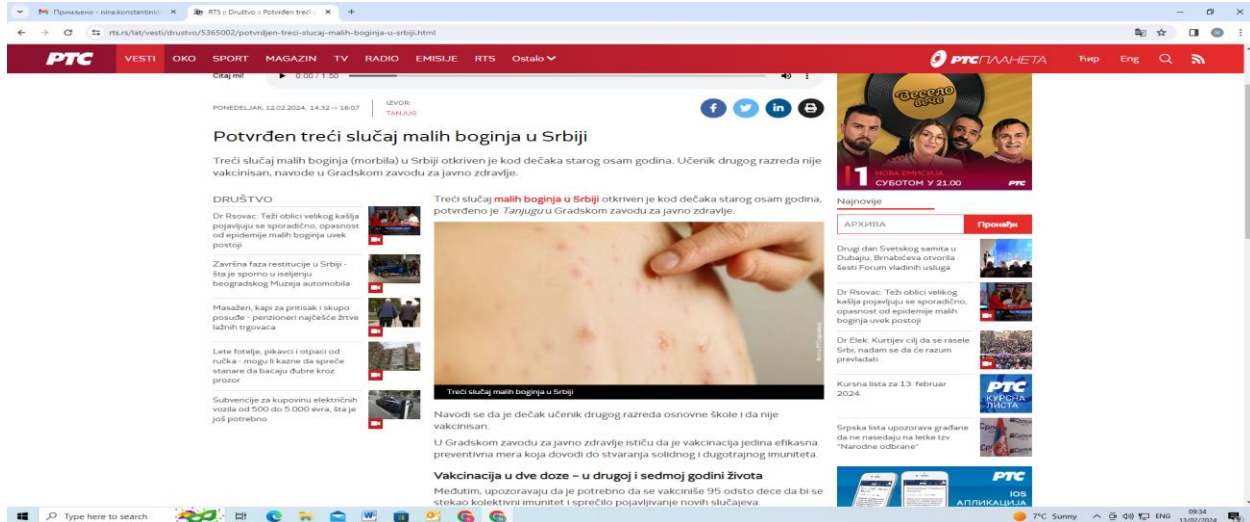 Примљено - nina.konstantinic
RTS :: Društvo :: Potvrđen treći
rts.rs/lat/vesti/drustvo/5365002/potvrdjen-treci-slucaj-malih-boginja-u-srbiji.html
РТС
VESTI
OKO
SPORT
MAGAZIN
TV
RADIO
EMISIJE
RTS
Ostalo
РТСПЛАНЕТА
Ћир
Eng
Čitaj mi!
0:00 / 1:50
PONEDELJAK, 12.02.2024, 14:32 -> 16:07
IZVOR:
TANJUG
Potvrđen treći slučaj malih boginja u Srbiji
Treći slučaj malih boginja (morbila) u Srbiji otkriven je kod dečaka starog osam godina. Učenik drugog razreda nije
vakcinisan, navode u Gradskom zavodu za javno zdravlje.
DRUŠTVO
Dr Rsovac: Teži oblici velikog kašlja
pojavljuju se sporadično, opasnost
od epidemije malih boginja uvek
postoji
Završna faza restitucije u Srbiji -
šta je sporno u iseljenju
beogradskog Muzeja automobila
Masažeri, kapi za pritisak i skupo
posuđe - penzioneri najčešće žrtve
lažnih trgovaca
Lete fotelje, pikavci i otpaci od
ručka - mogu li kazne da spreče
stanare da bacaju đubre kroz
prozor
Subvencije za kupovinu električnih
vozila od 500 do 5.000 evra, šta je
još potrebno
Treći slučaj malih boginja u Srbiji otkriven je kod dečaka starog osam godina,
potvrđeno je Tanjugu u Gradskom zavodu za javno zdravlje.
Treći slučaj malih boginja u Srbiji
Navodi se da je dečak učenik drugog razreda osnovne škole i da nije
vakcinisan.
U Gradskom zavodu za javno zdravlje ističu da je vakcinacija jedina efikasna
preventivna mera koja dovodi do stvaranja solidnog i dugotrajnog imuniteta.
Vakcinacija u dve doze – u drugoj i sedmoj godini života
Međutim, upozoravaju da je potrebno da se vakciniše 95 odsto dece da bi se
stekao kolektivni imunitet i sprečilo pojavljivanje novih slučajeva.
Весело
вече
1
НОВА ЕМИСИЈА
СУБОТОМ У 21.00
РТС
Najnovije
АРХИВА
Пронађи
Drugi dan Svetskog samita u
Dubaiju, Brnabićeva otvorila
šesti Forum vladinih usluga
Dr Rsovac: Teži oblici velikog
kašlja pojavljuju se sporadično,
opasnost od epidemije malih
boginja uvek postoji
Dr Elek: Kurtijev cilj da se rasele
Srbi, nadam se da će razum
prevladati
Kursna lista za 13. februar
2024.
РТС
КУРСНА
ЛИСТА
Srpska lista upozorava građane
da ne nasedaju na letke tzv.
"Narodne odbrane"
РТС
iOS
АПЛИКАЦИЈА
Type here to search
7°C Sunny
ENG
09:34
13/02/2024